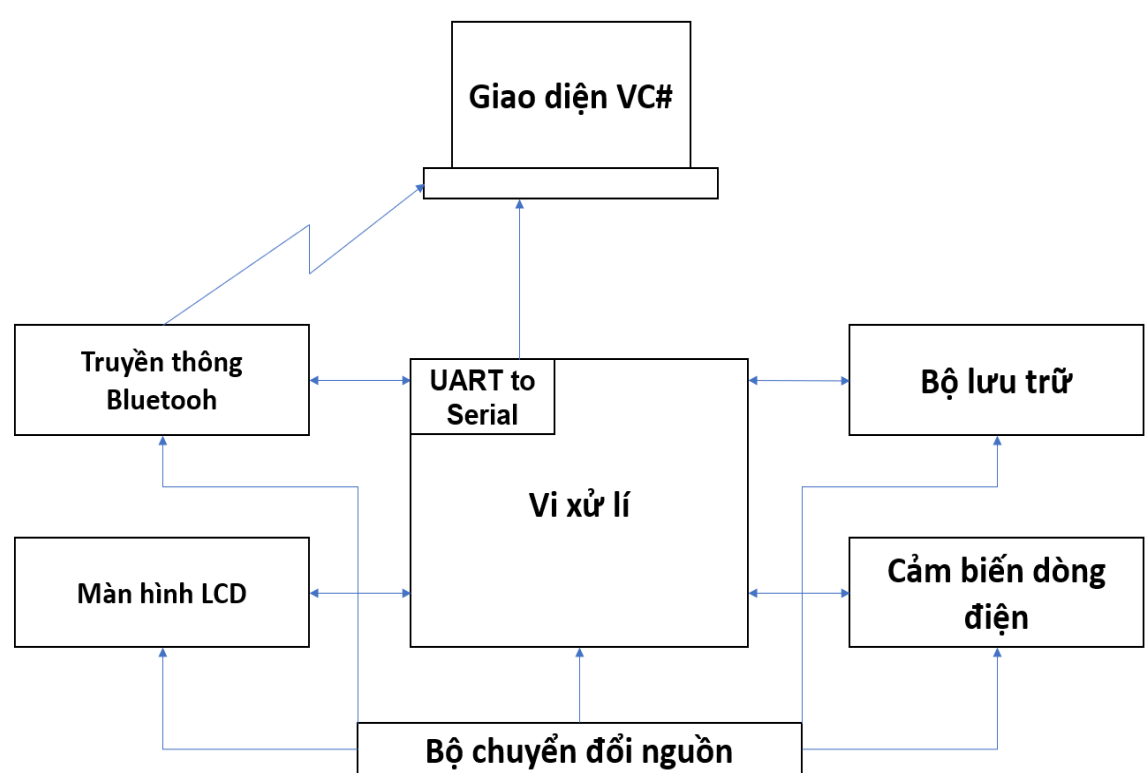 Giao diện VC#
Truyền thông
Bluetooh
UART to
Serial
Bộ lưu trữ
Vi xử lí
Màn hình LCD
Cảm biến dòng
điện
Bộ chuyển đổi nguồn